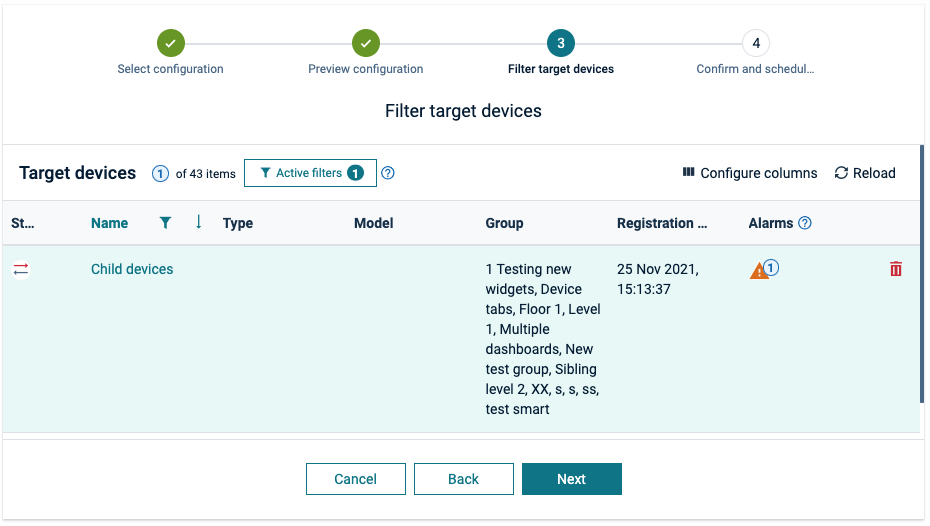 3
4
Select configuration
Preview configuration
Filter target devices
Confirm and schedul...
Filter target devices
Target devices 1 of 43 items Active filters 1 ? Configure columns Reload
St... Name Type Model Group Registration ... Alarms ?
Child devices 1 Testing new 25 Nov 2021, 1
widgets, Device 15:13:37
tabs, Floor 1, Level
1, Multiple
dashboards, New
test group, Sibling
level 2, XX, s, s, ss,
test smart
Cancel Back Next